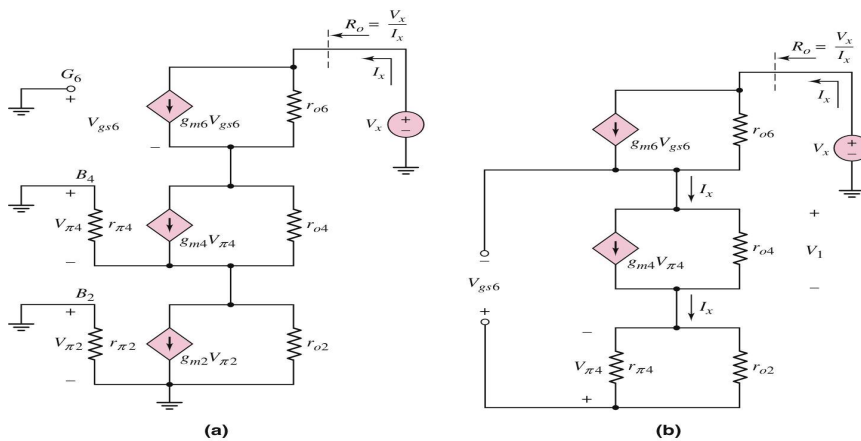 R_o = V_x / I_x
I_x
G_6
+
V_gs6
−
g_m6 V_gs6
r_o6
V_x
+
−
B_4
+
V_π4
−
r_π4
g_m4 V_π4
r_o4
B_2
+
V_π2
−
r_π2
g_m2 V_π2
r_o2
(a)
R_o = V_x / I_x
I_x
g_m6 V_gs6
r_o6
V_x
+
−
I_x
−
V_gs6
+
g_m4 V_π4
r_o4
+
V_1
−
I_x
−
V_π4
+
r_π4
r_o2
(b)